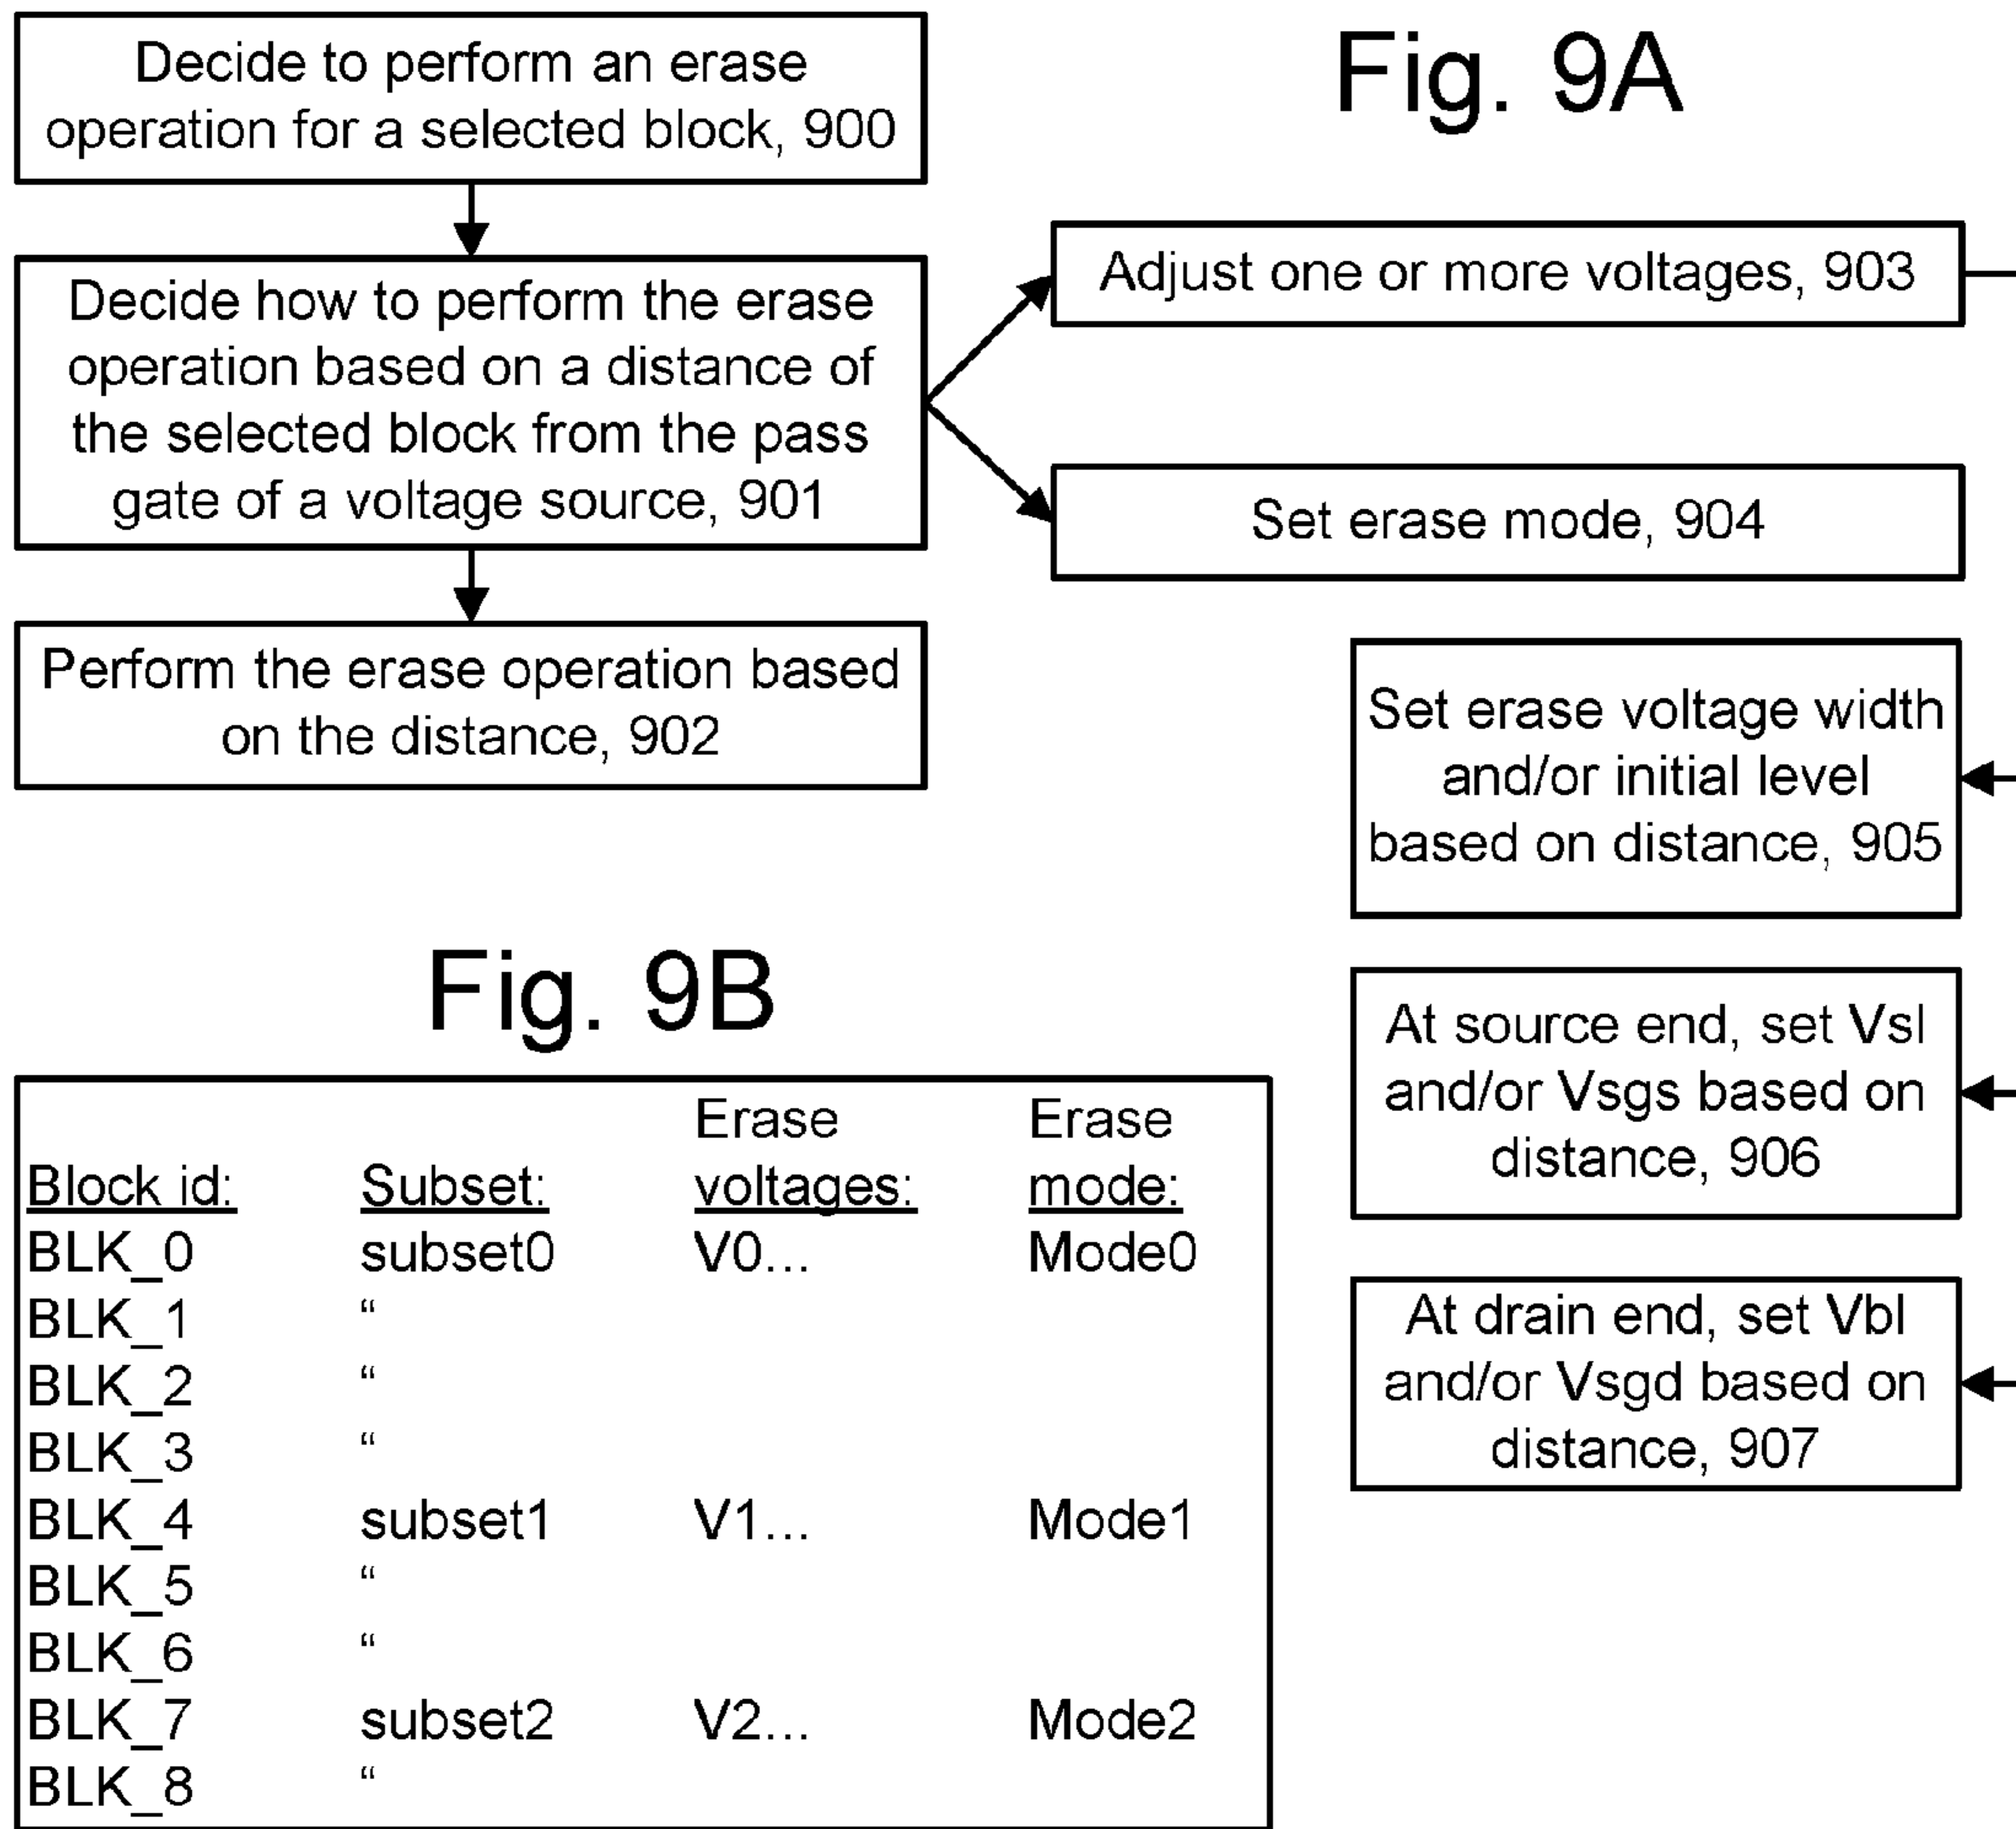 Fig. 9A
Decide to perform an erase
operation for a selected block, 900
Decide how to perform the erase
operation based on a distance of
the selected block from the pass
gate of a voltage source, 901
Perform the erase operation based
on the distance, 902
Adjust one or more voltages, 903
Set erase mode, 904
Set erase voltage width
and/or initial level
based on distance, 905
At source end, set Vsl
and/or Vsgs based on
distance, 906
At drain end, set Vbl
and/or Vsgd based on
distance, 907
Fig. 9B
Erase Erase
Block id: Subset: voltages: mode:
BLK_0 subset0 V0... Mode0
BLK_1 “
BLK_2 “
BLK_3 “
BLK_4 subset1 V1... Mode1
BLK_5 “
BLK_6 “
BLK_7 subset2 V2... Mode2
BLK_8 “